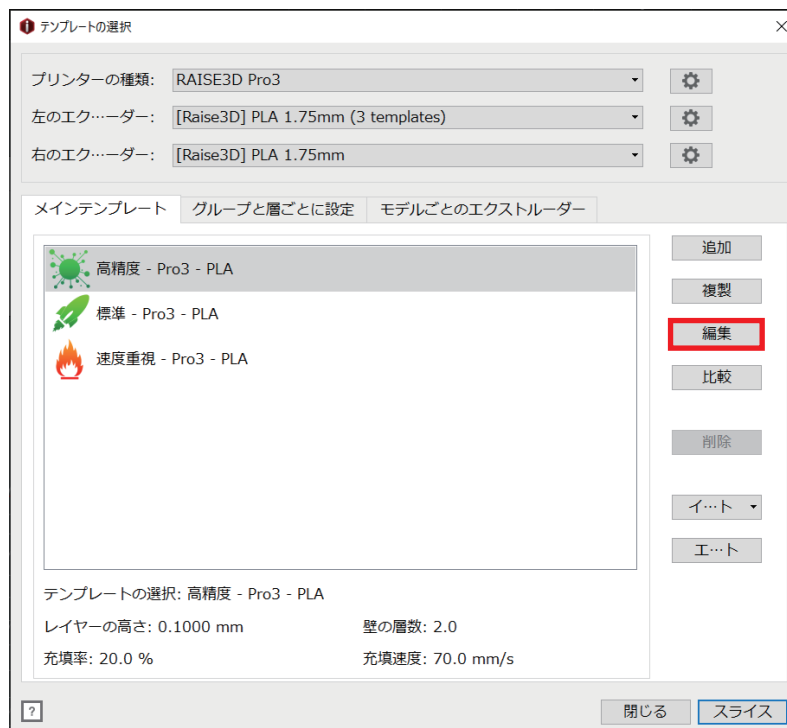 テンプレートの選択
プリンターの種類: RAISE3D Pro3
左のエク…ーダー: [Raise3D] PLA 1.75mm (3 templates)
右のエク…ーダー: [Raise3D] PLA 1.75mm
メインテンプレート グループと層ごとに設定 モデルごとのエクストルーダー
追加
高精度 - Pro3 - PLA
複製
標準 - Pro3 - PLA
編集
速度重視 - Pro3 - PLA
比較
削除
イ…ト
エ…ト
テンプレートの選択: 高精度 - Pro3 - PLA
レイヤーの高さ: 0.1000 mm 壁の層数: 2.0
充填率: 20.0 % 充填速度: 70.0 mm/s
? 閉じる スライス